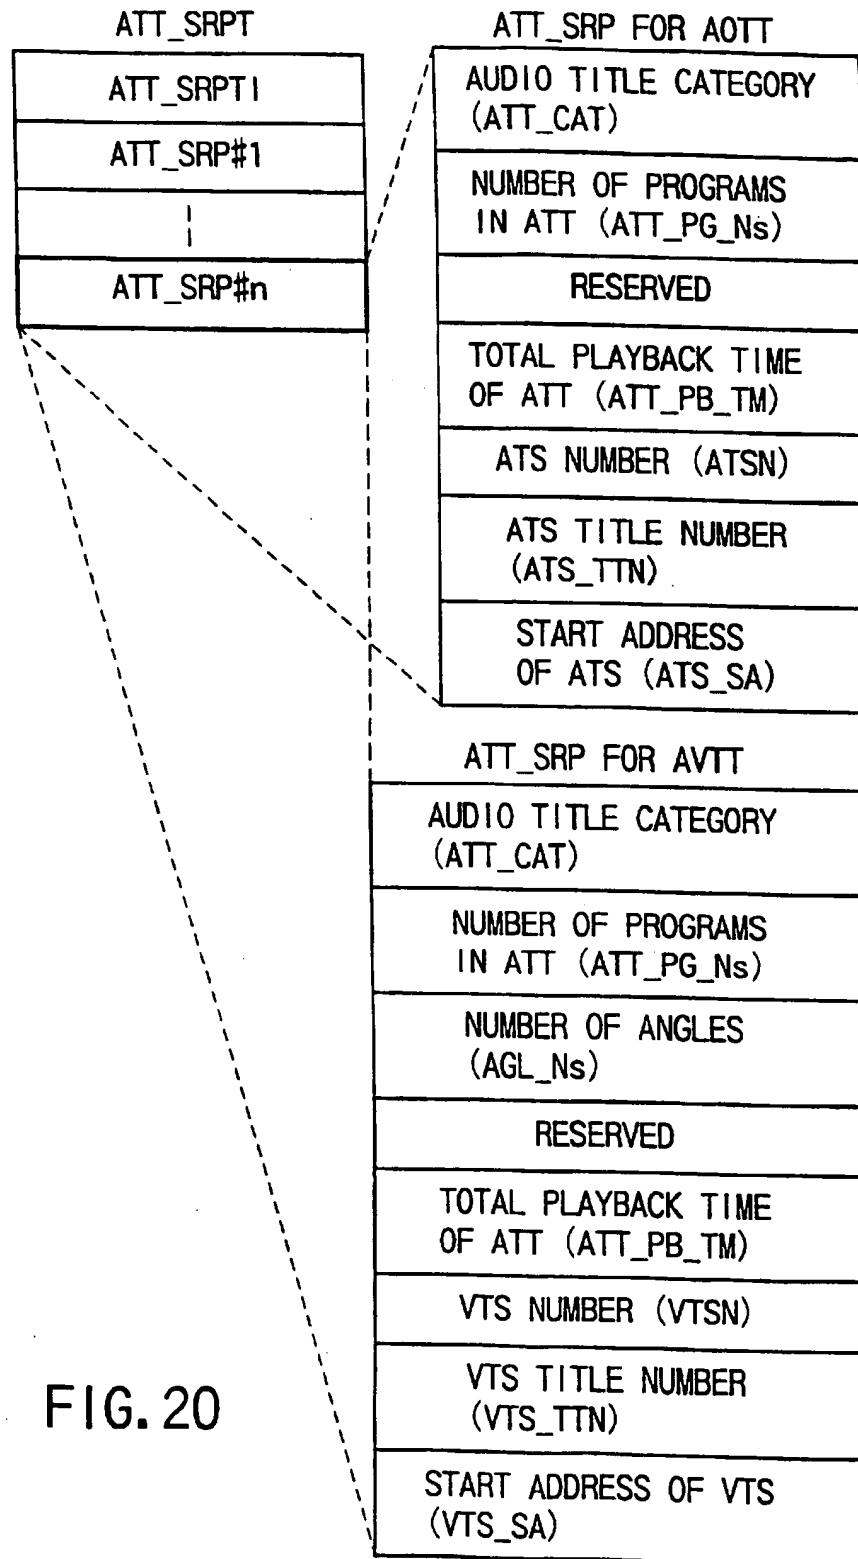 ATT_SRPT
ATT_SRPTI
ATT_SRP#1
ATT_SRP#n
ATT_SRP FOR AOTT
AUDIO TITLE CATEGORY
(ATT_CAT)
NUMBER OF PROGRAMS
IN ATT (ATT_PG_Ns)
RESERVED
TOTAL PLAYBACK TIME
OF ATT (ATT_PB_TM)
ATS NUMBER (ATSN)
ATS TITLE NUMBER
(ATS_TTN)
START ADDRESS
OF ATS (ATS_SA)
ATT_SRP FOR AVTT
AUDIO TITLE CATEGORY
(ATT_CAT)
NUMBER OF PROGRAMS
IN ATT (ATT_PG_Ns)
NUMBER OF ANGLES
(AGL_Ns)
RESERVED
TOTAL PLAYBACK TIME
OF ATT (ATT_PB_TM)
VTS NUMBER (VTSN)
VTS TITLE NUMBER
(VTS_TTN)
START ADDRESS OF VTS
(VTS_SA)
FIG. 20